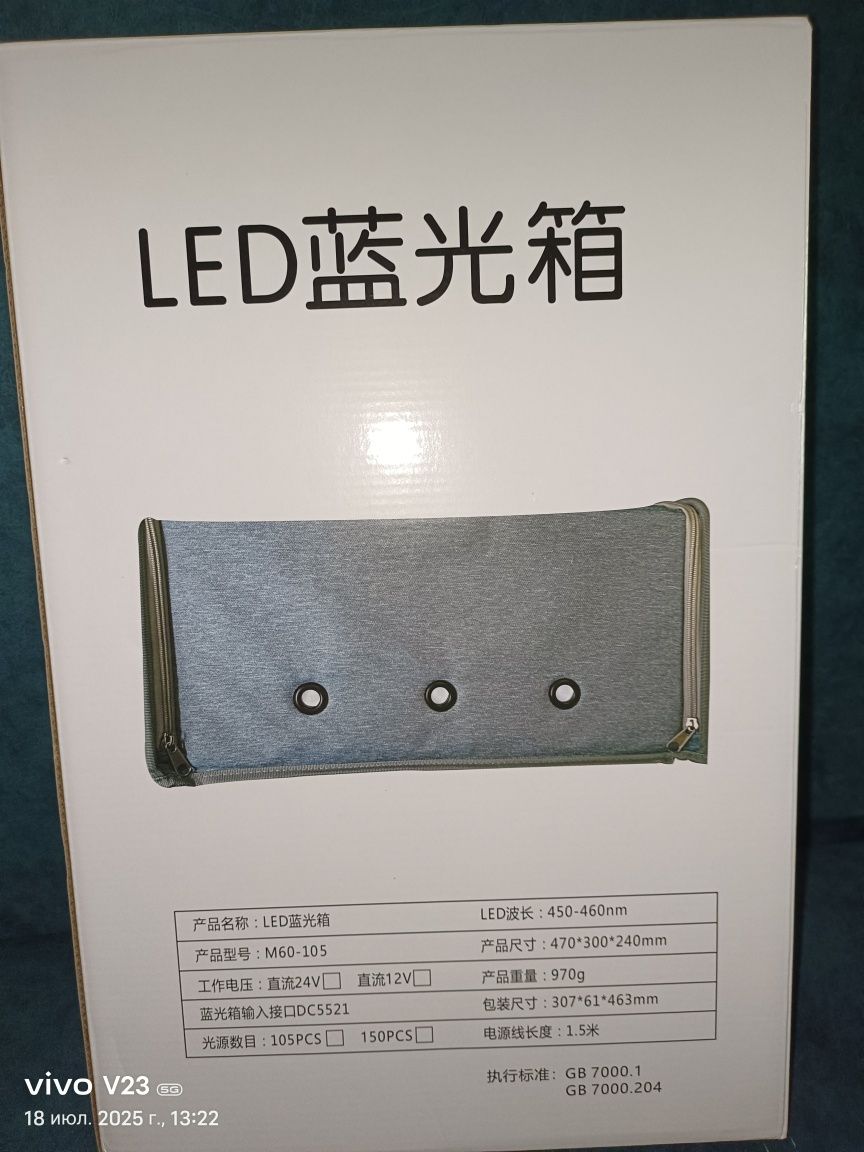 LED蓝光箱
产品名称：LED蓝光箱 LED波长：450-460nm
产品型号：M60-105 产品尺寸：470*300*240mm
工作电压：直流24V□ 直流12V□ 产品重量：970g
蓝光箱输入接口DC5521 包装尺寸：307*61*463mm
光源数目：105PCS□ 150PCS□ 电源线长度：1.5米
执行标准：GB 7000.1
GB 7000.204
vivo V23 5G
18 июл. 2025 г., 13:22